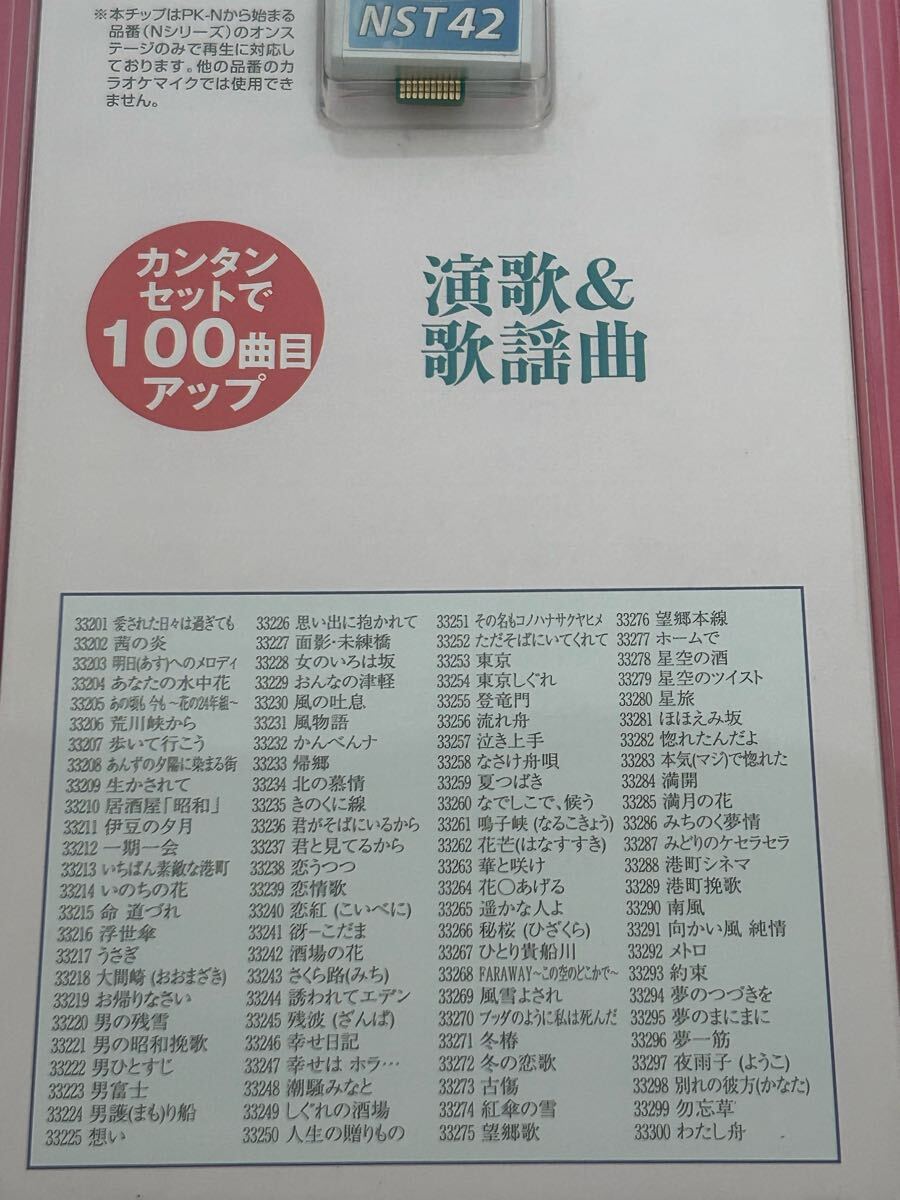 ※本チップはPK-Nから始まる
品番(Nシリーズ)のオンス
テージのみで再生に対応し
ております。他の品番のカ
ラオケマイクでは使用でき
ません。
NST42
カンタン
セットで
100曲目
アップ
演歌&
歌謡曲
33201 愛された日々は過ぎても
33202 茜の炎
33203 明日(あす)へのメロディ
33204 あなたの水中花
33205 あの頃も 今も ～花の24年組～
33206 荒川峡から
33207 歩いて行こう
33208 あんずの夕陽に染まる街
33209 生かされて
33210 居酒屋「昭和」
33211 伊豆の夕月
33212 一期一会
33213 いちばん素敵な港町
33214 いのちの花
33215 命 道づれ
33216 浮世傘
33217 うさぎ
33218 大間崎 (おおまざき)
33219 お帰りなさい
33220 男の残雪
33221 男の昭和挽歌
33222 男ひとすじ
33223 男富士
33224 男護(まも)り船
33225 想い
33226 思い出に抱かれて
33227 面影・未練橋
33228 女のいろは坂
33229 おんなの津軽
33230 風の吐息
33231 風物語
33232 かんべんナ
33233 帰郷
33234 北の慕情
33235 きのくに線
33236 君がそばにいるから
33237 君と見てるから
33238 恋うつつ
33239 恋情歌
33240 恋紅 (こいべに)
33241 谺－こだま
33242 酒場の花
33243 さくら路(みち)
33244 誘われてエデン
33245 残波 (ざんぱ)
33246 幸せ日記
33247 幸せは ホラ…
33248 潮騒みなと
33249 しぐれの酒場
33250 人生の贈りもの
33251 その名もコノハナサクヤヒメ
33252 ただそばにいてくれて
33253 東京
33254 東京しぐれ
33255 登竜門
33256 流れ舟
33257 泣き上手
33258 なさけ舟唄
33259 夏つばき
33260 なでしこで、候う
33261 鳴子峡 (なるこきょう)
33262 花芒(はなすすき)
33263 華と咲け
33264 花〇あげる
33265 遥かな人よ
33266 秘桜 (ひざくら)
33267 ひとり貴船川
33268 FARAWAY～この空のどこかで～
33269 風雪よされ
33270 ブッダのように私は死んだ
33271 冬椿
33272 冬の恋歌
33273 古傷
33274 紅傘の雪
33275 望郷歌
33276 望郷本線
33277 ホームで
33278 星空の酒
33279 星空のツイスト
33280 星旅
33281 ほほえみ坂
33282 惚れたんだよ
33283 本気(マジ)で惚れた
33284 満開
33285 満月の花
33286 みちのく夢情
33287 みどりのケセラセラ
33288 港町シネマ
33289 港町挽歌
33290 南風
33291 向かい風 純情
33292 メトロ
33293 約束
33294 夢のつづきを
33295 夢のまにまに
33296 夢一筋
33297 夜雨子 (ようこ)
33298 別れの彼方(かなた)
33299 勿忘草
33300 わたし舟